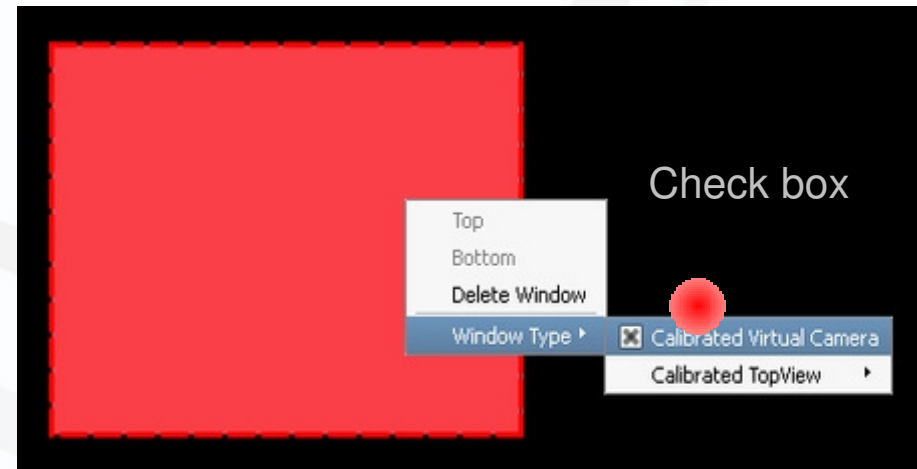 Check box
Top
Bottom
Delete Window
Window Type
Calibrated Virtual Camera
Calibrated TopView